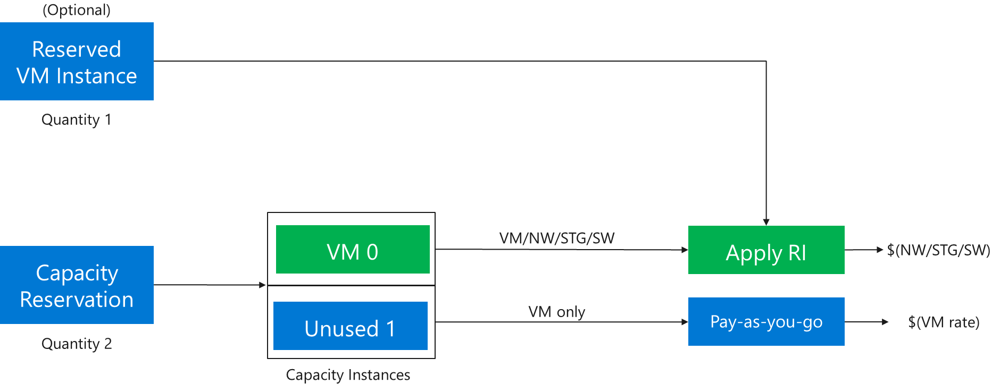 (Optional)
Reserved
VM Instance
Quantity 1
Capacity
Reservation
Quantity 2
VM 0
Unused 1
Capacity Instances
VM/NW/STG/SW
VM only
Apply RI
Pay-as-you-go
$(NW/STG/SW)
$(VM rate)